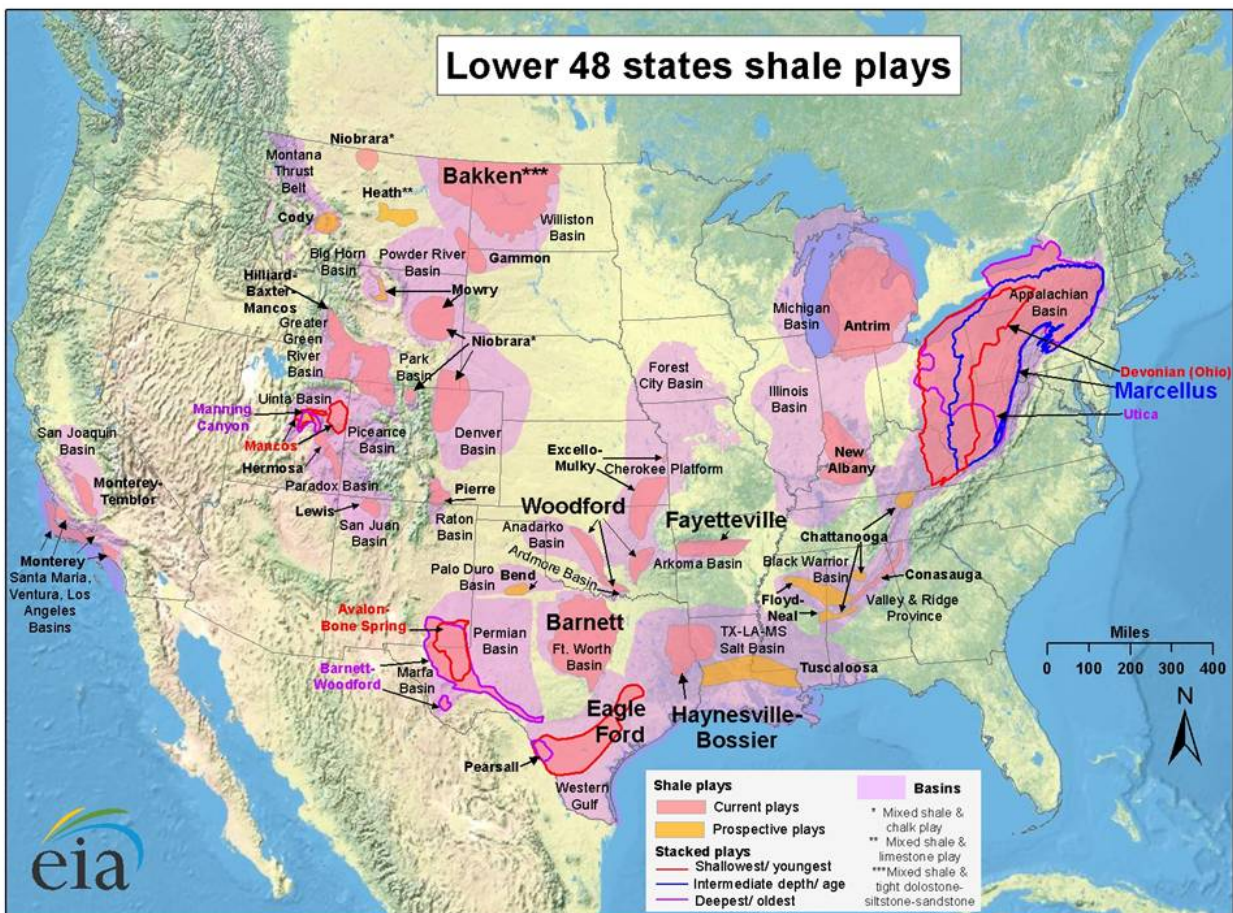 Lower 48 states shale plays
Niobrara*
Montana
Thrust
Belt
Bakken***
Heath**
Cody
Williston
Basin
Big Horn
Basin
Powder River
Basin
Gammon
Hilliard-
Baxter-
Mancos
Mowry
Greater
Green
River
Basin
Niobrara*
Park
Basin
Uinta Basin
Manning
Canyon
Mancos
Piceance
Basin
Denver
Basin
Hermosa
Paradox Basin
San Joaquin
Basin
Monterey-
Temblor
Lewis
San Juan
Basin
Pierre
Raton
Basin
Monterey
Santa Maria,
Ventura, Los
Angeles
Basins
Michigan
Basin
Antrim
Appalachian
Basin
Devonian (Ohio)
Marcellus
Utica
Forest
City Basin
Illinois
Basin
New
Albany
Excello-
Mulky
Cherokee Platform
Woodford
Anadarko
Basin
Ardmore Basin
Fayetteville
Arkoma Basin
Chattanooga
Black Warrior
Basin
Conasauga
Floyd-
Neal
Valley & Ridge
Province
Palo Duro
Basin
Bend
Avalon-
Bone Spring
Permian
Basin
Barnett
Ft. Worth
Basin
TX-LA-MS
Salt Basin
Tuscaloosa
Barnett-
Woodford
Marfa
Basin
Eagle
Ford
Haynesville-
Bossier
Pearsall
Western
Gulf
Miles
0 100 200 300 400
N
Shale plays
Current plays
Prospective plays
Stacked plays
Shallowest/ youngest
Intermediate depth/ age
Deepest/ oldest
Basins
* Mixed shale &
chalk play
** Mixed shale &
limestone play
***Mixed shale &
tight dolostone-
siltstone-sandstone
eia